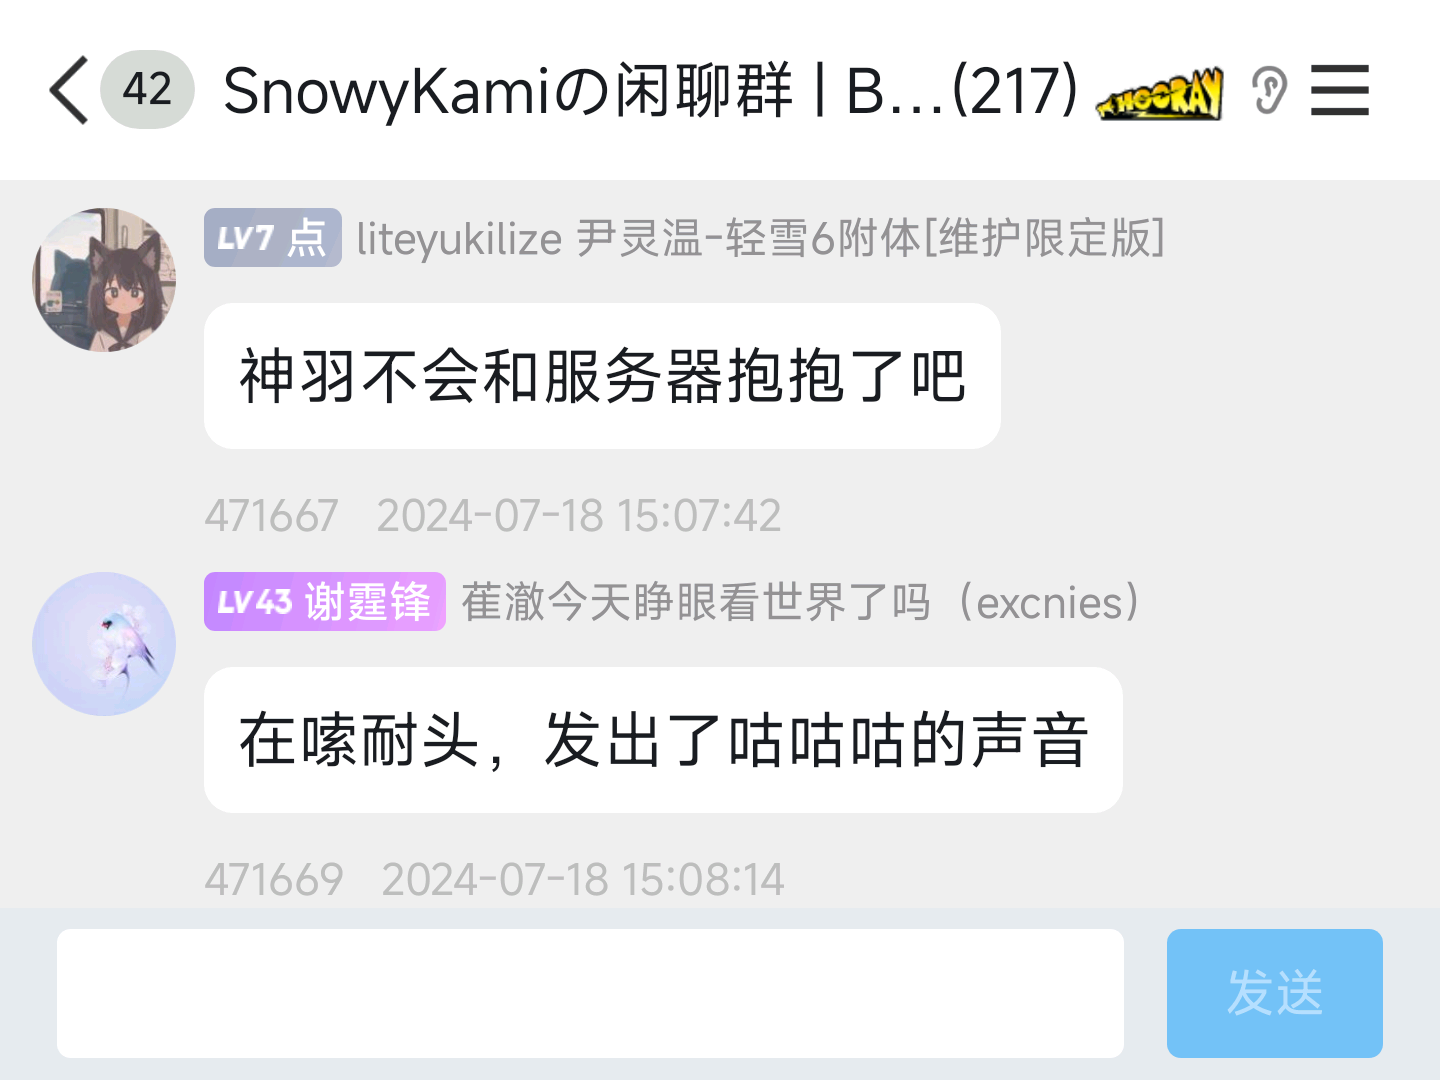 42 SnowyKamiの闲聊群 | B...(217) HOORAY
LV7 点 liteyukilize 尹灵温-轻雪6附体[维护限定版]
神羽不会和服务器抱抱了吧
471667 2024-07-18 15:07:42
LV43 谢霆锋 萑澈今天睁眼看世界了吗（excnies）
在嗦耐头，发出了咕咕咕的声音
471669 2024-07-18 15:08:14
发送